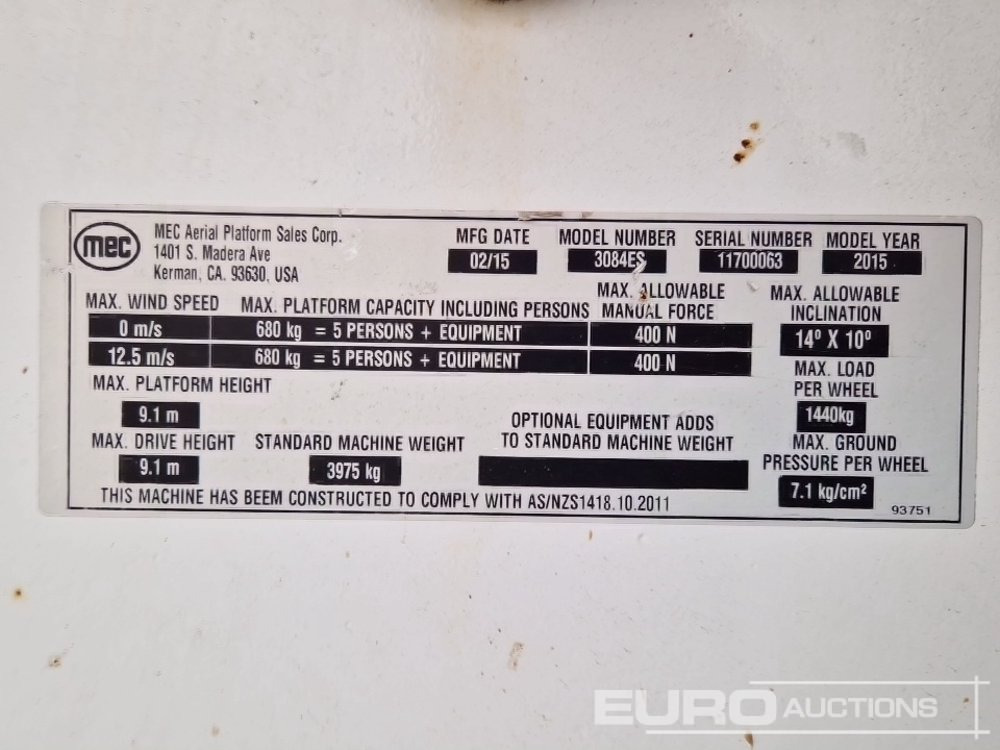 mec
MEC Aerial Platform Sales Corp.
1401 S. Madera Ave
Kerman, CA. 93630, USA
MFG DATE
02/15
MODEL NUMBER
3084ES
SERIAL NUMBER
11700063
MODEL YEAR
2015
MAX. WIND SPEED MAX. PLATFORM CAPACITY INCLUDING PERSONS
0 m/s 680 kg = 5 PERSONS + EQUIPMENT
12.5 m/s 680 kg = 5 PERSONS + EQUIPMENT
MAX. ALLOWABLE
MANUAL FORCE
400 N
400 N
MAX. ALLOWABLE
INCLINATION
14º X 10º
MAX. LOAD
PER WHEEL
1440kg
MAX. PLATFORM HEIGHT
9.1 m
MAX. DRIVE HEIGHT
9.1 m
STANDARD MACHINE WEIGHT
3975 kg
OPTIONAL EQUIPMENT ADDS
TO STANDARD MACHINE WEIGHT
MAX. GROUND
PRESSURE PER WHEEL
7.1 kg/cm²
THIS MACHINE HAS BEEM CONSTRUCTED TO COMPLY WITH AS/NZS1418.10.2011
93751
EURO AUCTIONS